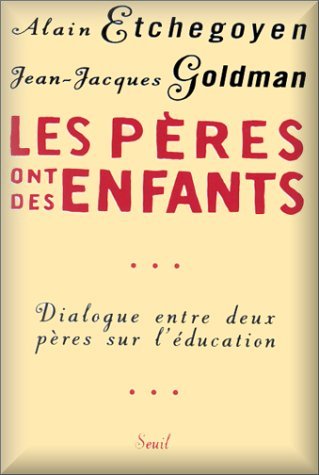 Alain Etchegoyen
Jean-Jacques Goldman
LES PÈRES
ONT
DES ENFANTS
...
Dialogue entre deux
pères sur l'éducation
...
Seuil